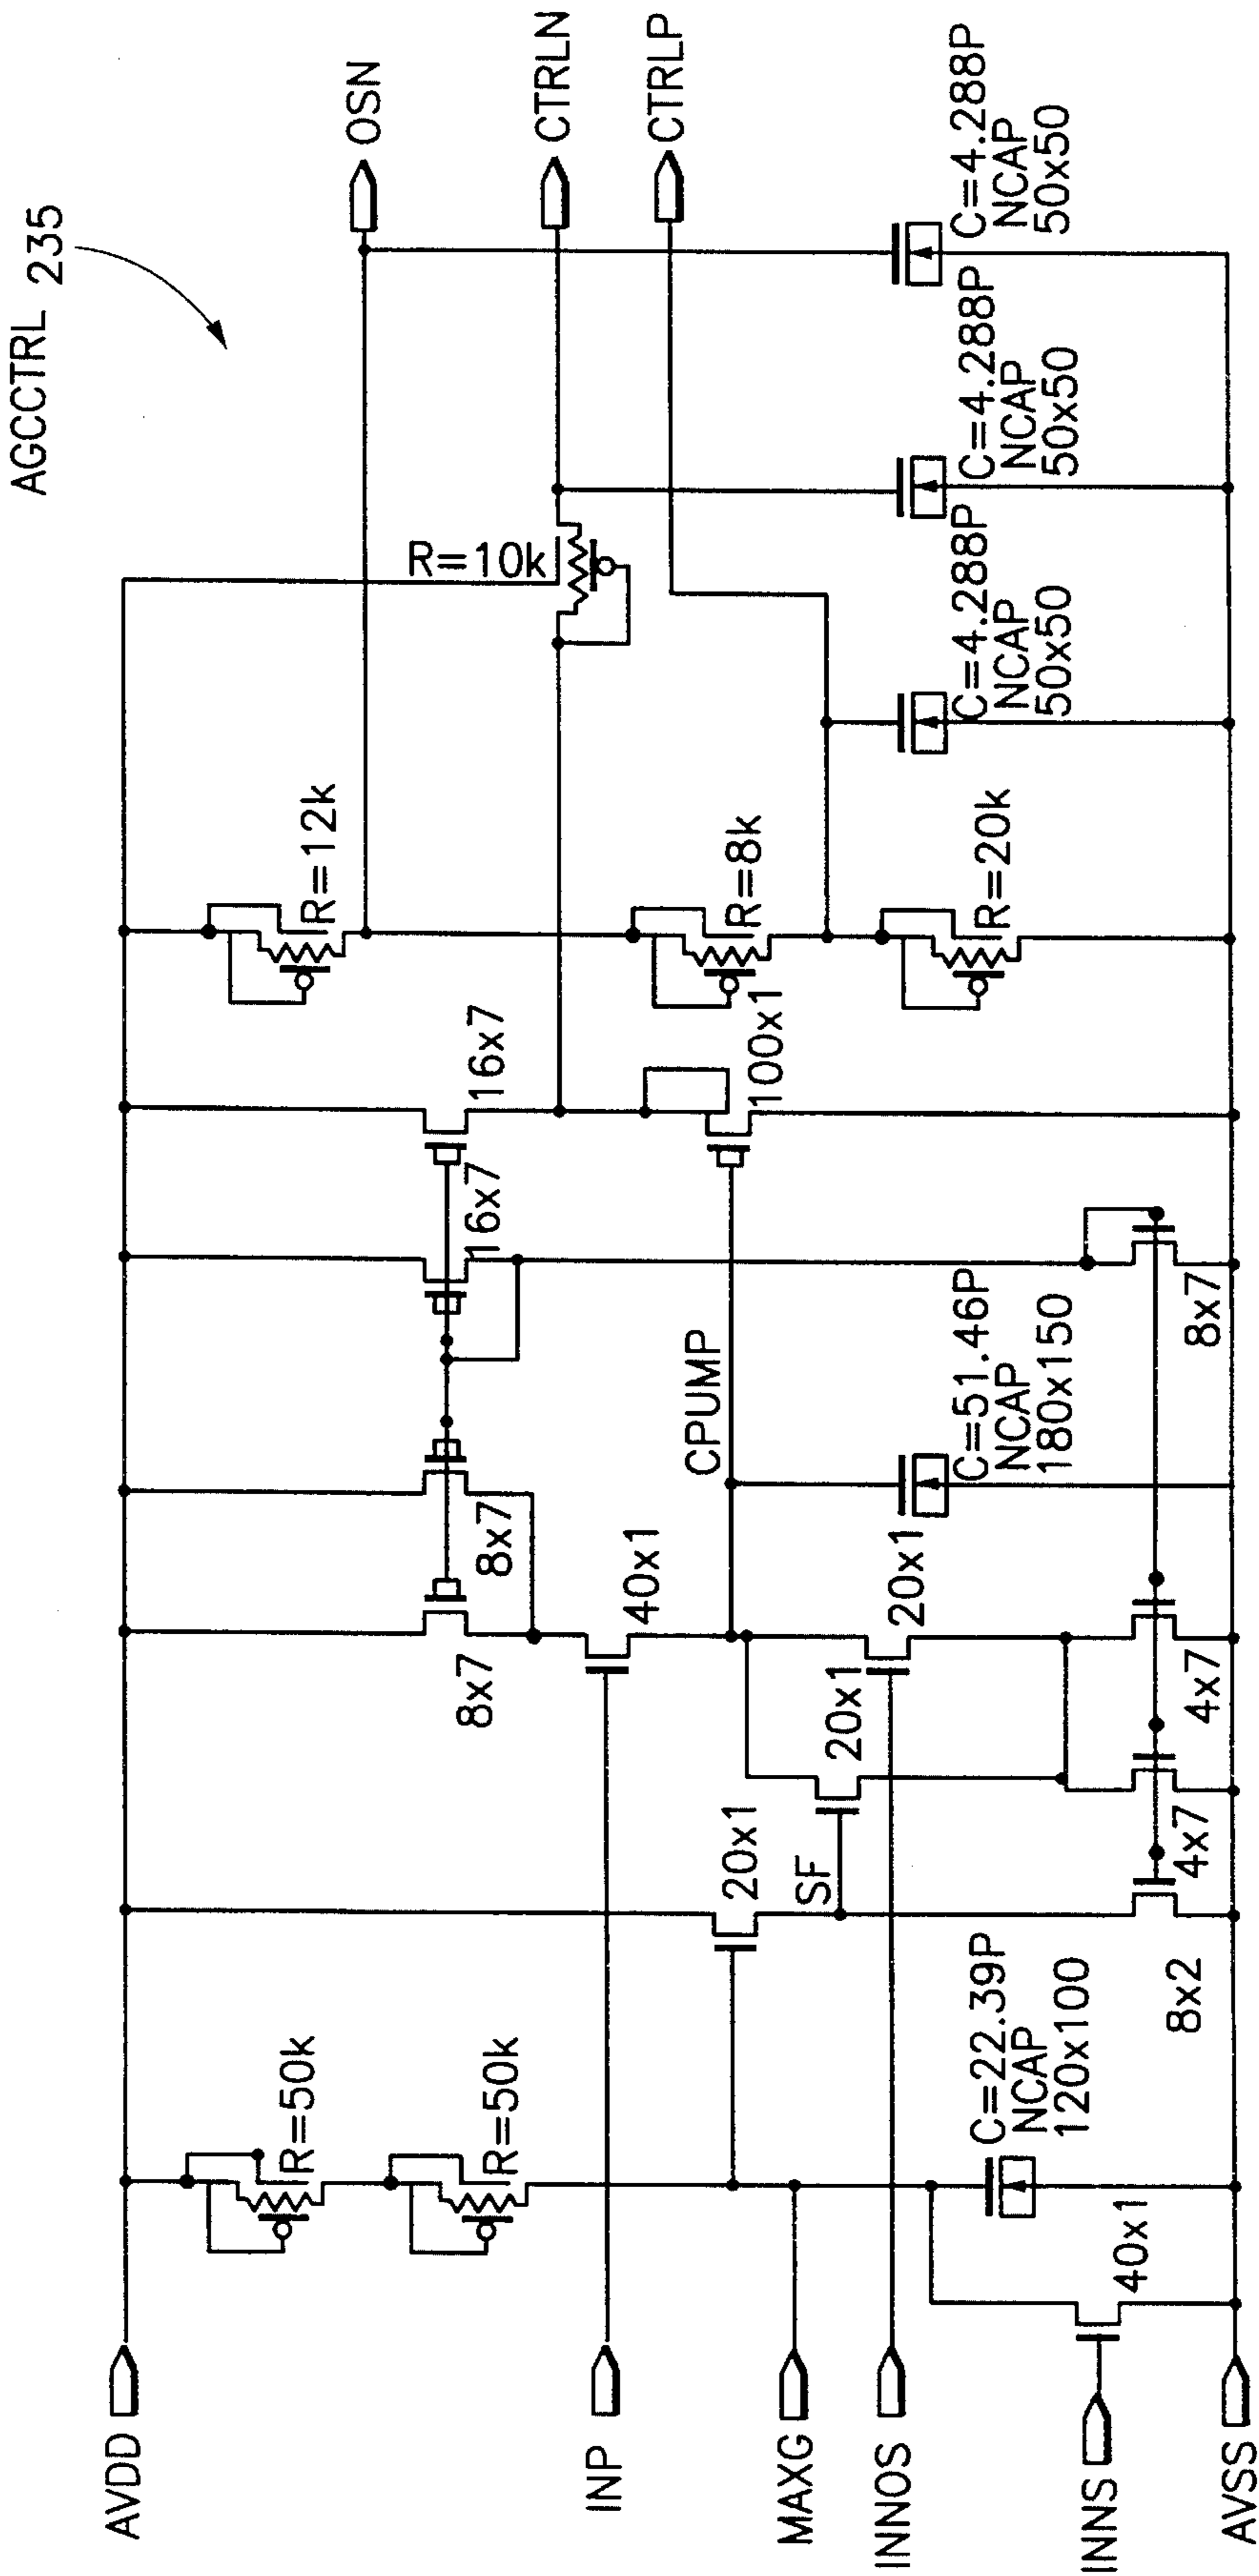 AGCCTRL 235
AVDD
INP
MAXG
INNOS
INNS
AVSS
OSN
CTRLN
CTRLP
R=50k
R=50k
C=22.39P
NCAP
120x100
40x1
20x1
SF
8x2
8x7
8x7
40x1
20x1
20x1
4x7
4x7
CPUMP
C=51.46P
NCAP
180x150
8x7
16x7
16x7
100x1
R=12k
R=8k
R=20k
R=10k
C=4.288P
NCAP
50x50
C=4.288P
NCAP
50x50
C=4.288P
NCAP
50x50